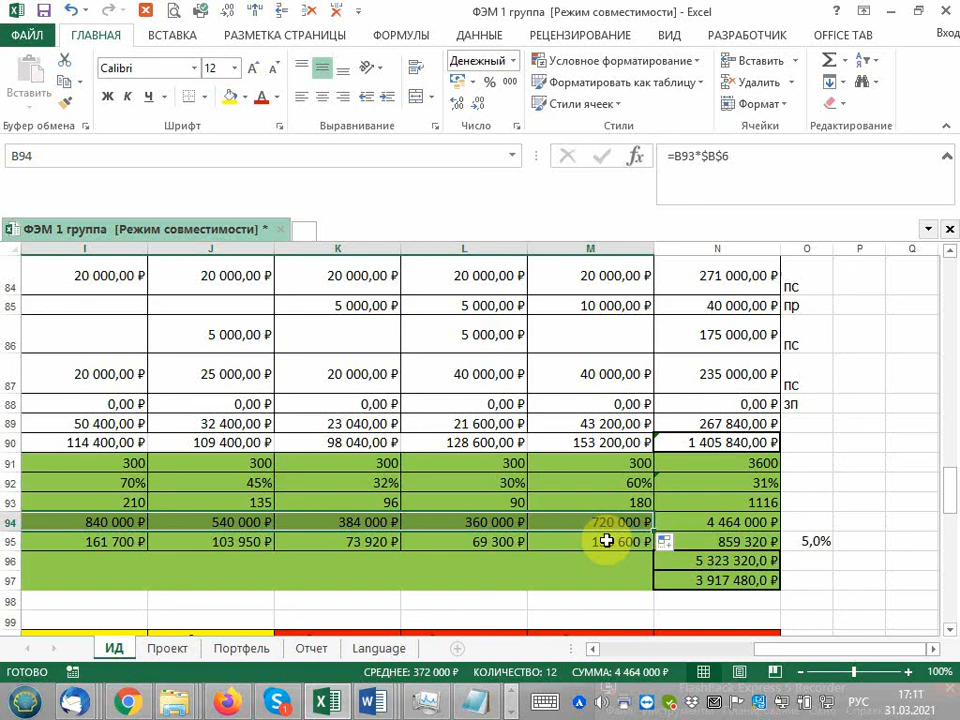 ФЭМ 1 группа [Режим совместимости] - Excel
ФАЙЛ ГЛАВНАЯ ВСТАВКА РАЗМЕТКА СТРАНИЦЫ ФОРМУЛЫ ДАННЫЕ РЕЦЕНЗИРОВАНИЕ ВИД РАЗРАБОТЧИК OFFICE TAB Вход
Calibri 12 Денежный Условное форматирование Вставить
Вставить Ж К Ч % 000 Форматировать как таблицу Удалить
Стили ячеек Формат
Буфер обмена Шрифт Выравнивание Число Стили Ячейки Редактирование
B94 =B93*$B$6
ФЭМ 1 группа [Режим совместимости] *
I J K L M N O P Q
84 20 000,00 ₽ 20 000,00 ₽ 20 000,00 ₽ 20 000,00 ₽ 20 000,00 ₽ 271 000,00 ₽ ПС
85 5 000,00 ₽ 5 000,00 ₽ 10 000,00 ₽ 40 000,00 ₽ пр
86 5 000,00 ₽ 5 000,00 ₽ 175 000,00 ₽ ПС
87 20 000,00 ₽ 25 000,00 ₽ 20 000,00 ₽ 40 000,00 ₽ 40 000,00 ₽ 235 000,00 ₽ ПС
88 0,00 ₽ 0,00 ₽ 0,00 ₽ 0,00 ₽ 0,00 ₽ 0,00 ₽ ЗП
89 50 400,00 ₽ 32 400,00 ₽ 23 040,00 ₽ 21 600,00 ₽ 43 200,00 ₽ 267 840,00 ₽
90 114 400,00 ₽ 109 400,00 ₽ 98 040,00 ₽ 128 600,00 ₽ 153 200,00 ₽ 1 405 840,00 ₽
91 300 300 300 300 300 3600
92 70% 45% 32% 30% 60% 31%
93 210 135 96 90 180 1116
94 840 000 ₽ 540 000 ₽ 384 000 ₽ 360 000 ₽ 720 000 ₽ 4 464 000 ₽
95 161 700 ₽ 103 950 ₽ 73 920 ₽ 69 300 ₽ 600 ₽ 859 320 ₽ 5,0%
96 5 323 320,0 ₽
97 3 917 480,0 ₽
98
99
ИД Проект Портфель Отчет Language
ГОТОВО СРЕДНЕЕ: 372 000 ₽ КОЛИЧЕСТВО: 12 СУММА: 4 464 000 ₽ 100%
Flashback Express 5 Recorder
РУС 17:11
31.03.2021